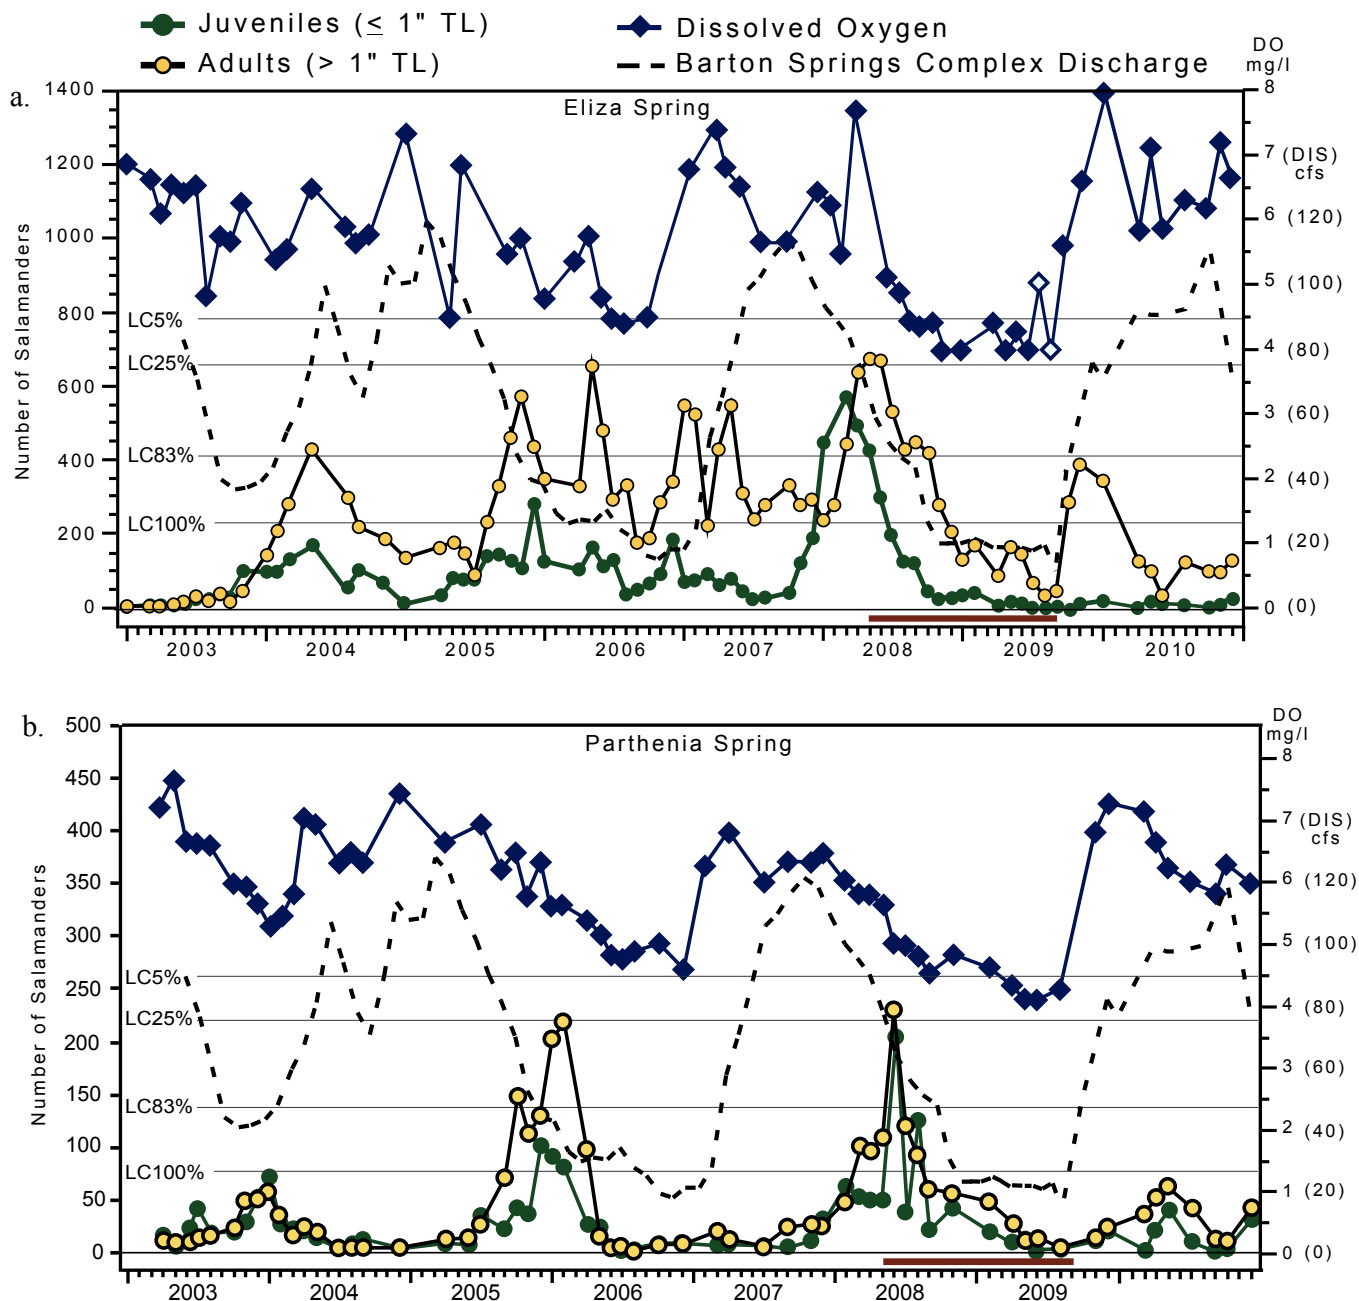 Juveniles (≤ 1" TL)
Dissolved Oxygen
Adults (> 1" TL)
Barton Springs Complex Discharge
DO
mg/l
a.
Eliza Spring
1400
1200
1000
800
600
400
200
0
Number of Salamanders
8
7 (DIS)
cfs
6 (120)
5 (100)
4 (80)
3 (60)
2 (40)
1 (20)
0 (0)
LC5%
LC25%
LC83%
LC100%
2003 2004 2005 2006 2007 2008 2009 2010
b.
Parthenia Spring
DO
mg/l
500
450
400
350
300
250
200
150
100
50
0
Number of Salamanders
8
7 (DIS)
cfs
6 (120)
5 (100)
4 (80)
3 (60)
2 (40)
1 (20)
0 (0)
LC5%
LC25%
LC83%
LC100%
2003 2004 2005 2006 2007 2008 2009